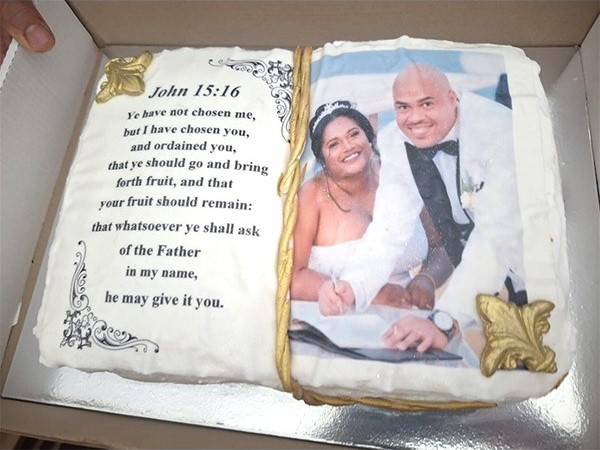 John 15:16
Ye have not chosen me,
but I have chosen you,
and ordained you,
that ye should go and bring
forth fruit, and that
your fruit should remain:
that whatsoever ye shall ask
of the Father
in my name,
he may give it you.